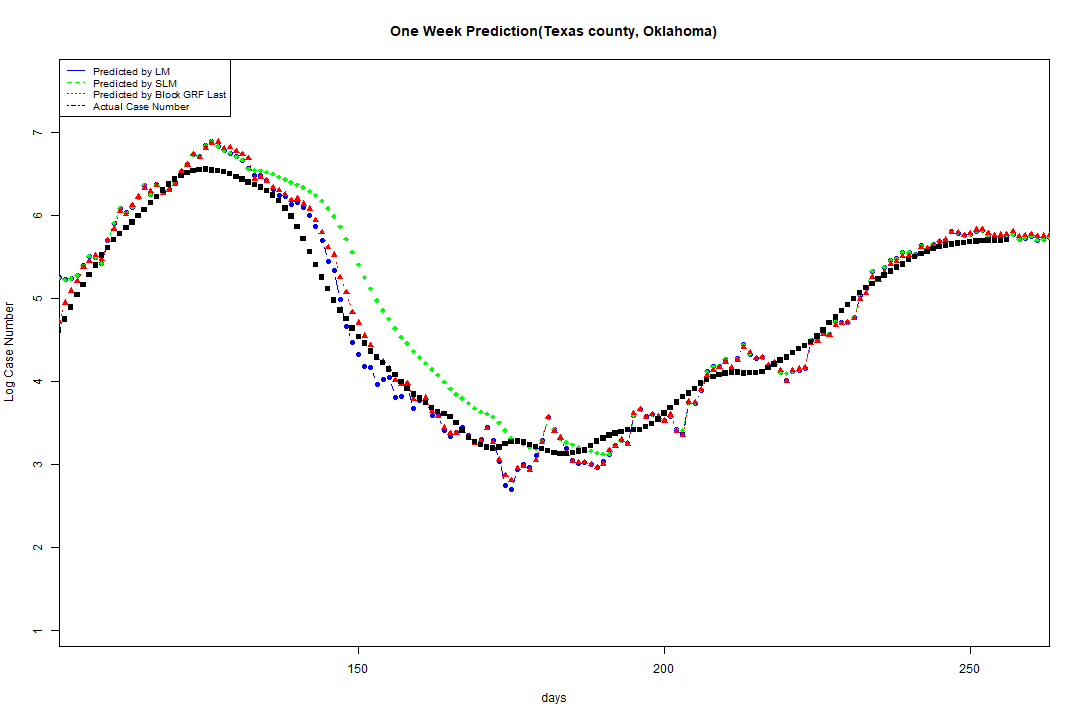 One Week Prediction(Texas county, Oklahoma)
Predicted by LM
Predicted by SLM
Predicted by Block GRF Last
Actual Case Number
7
6
5
4
3
2
1
Log Case Number
150 200 250
days